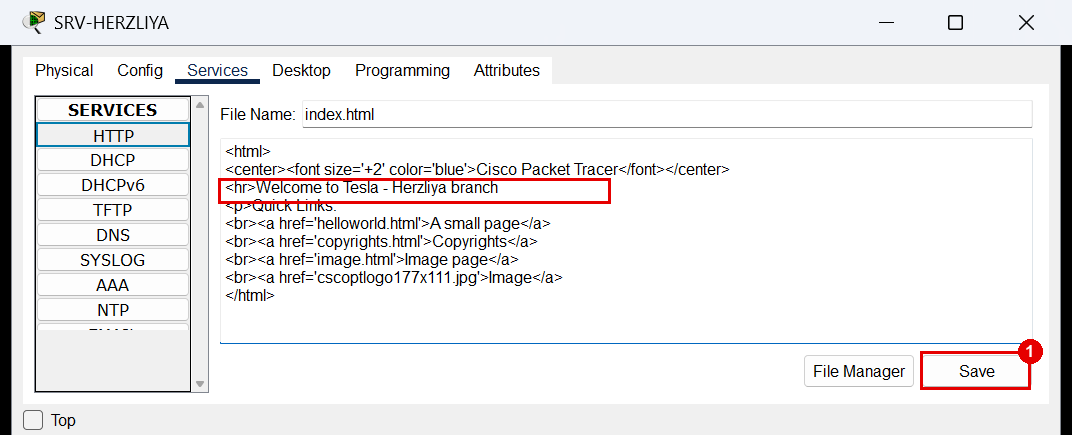 SRV-HERZLIYA
Physical Config Services Desktop Programming Attributes
SERVICES
HTTP
DHCP
DHCPv6
TFTP
DNS
SYSLOG
AAA
NTP
File Name: index.html
<html>
<center><font size='+2' color='blue'>Cisco Packet Tracer</font></center>
<hr>Welcome to Tesla - Herzliya branch
<p>Quick Links:
<br><a href='helloworld.html'>A small page</a>
<br><a href='copyrights.html'>Copyrights</a>
<br><a href='image.html'>Image page</a>
<br><a href='cscoptlogo177x111.jpg'>Image</a>
</html>
1
File Manager Save
Top